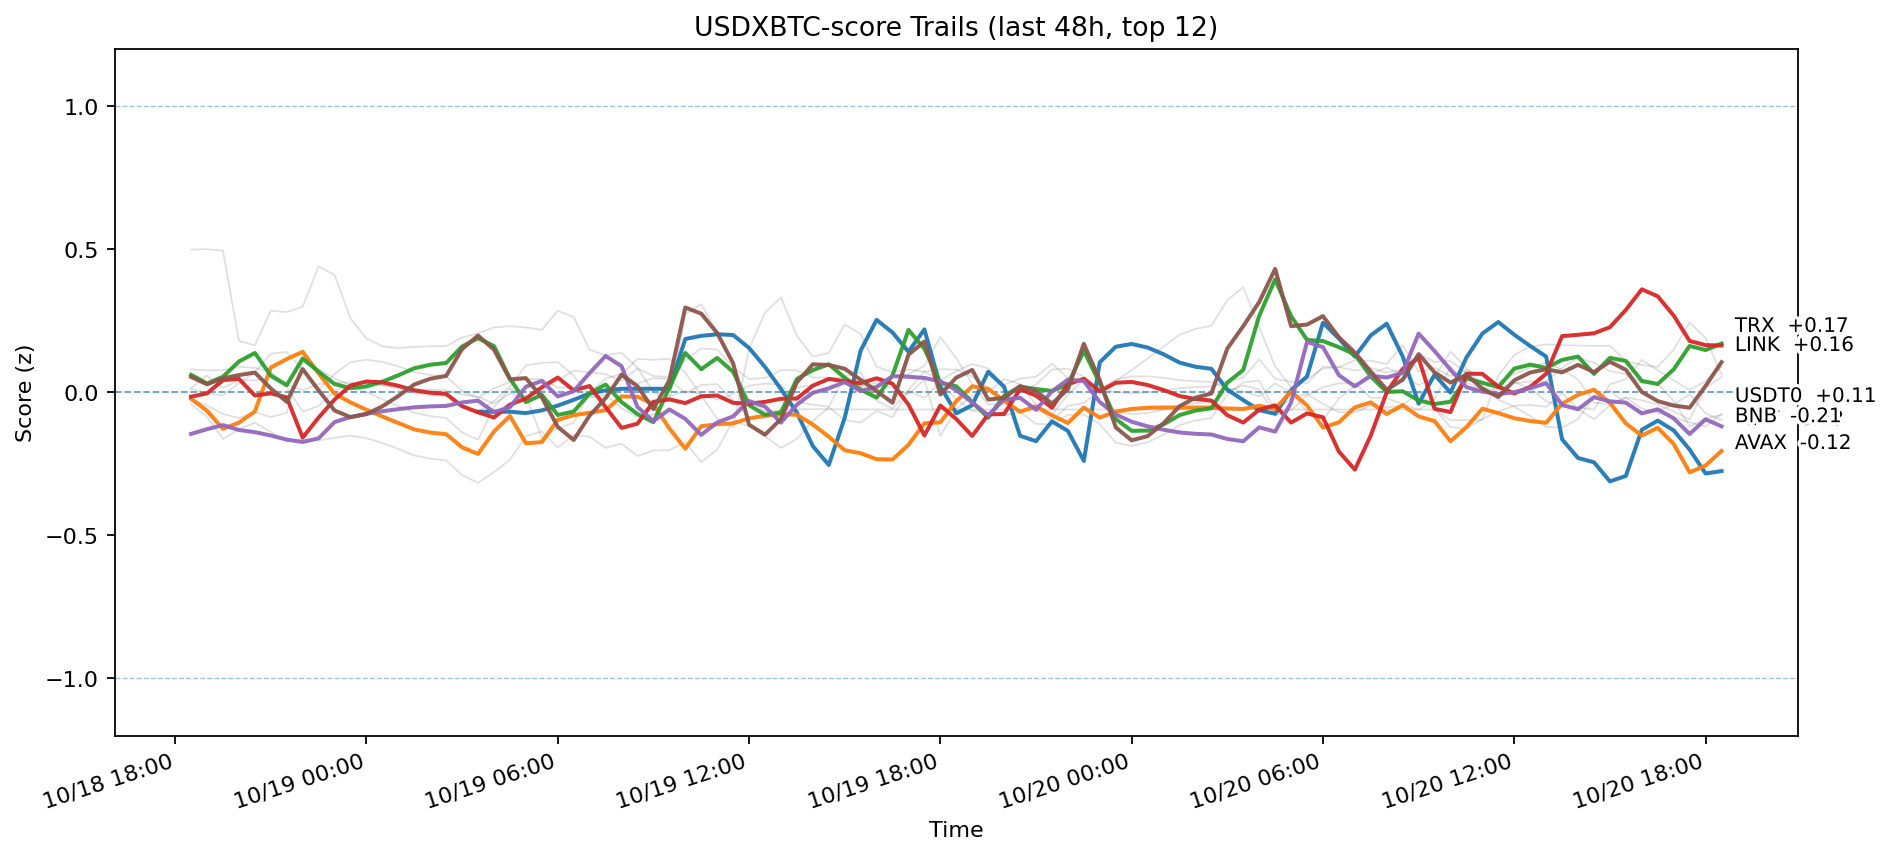 USDXBTC-score Trails (last 48h, top 12)
1.0
0.5
0.0
−0.5
−1.0
Score (z)
TRX +0.17
LINK +0.16
USDT0 +0.11
BNB -0.21
AVAX -0.12
10/18 18:00
10/19 00:00
10/19 06:00
10/19 12:00
10/19 18:00
10/20 00:00
10/20 06:00
10/20 12:00
10/20 18:00
Time